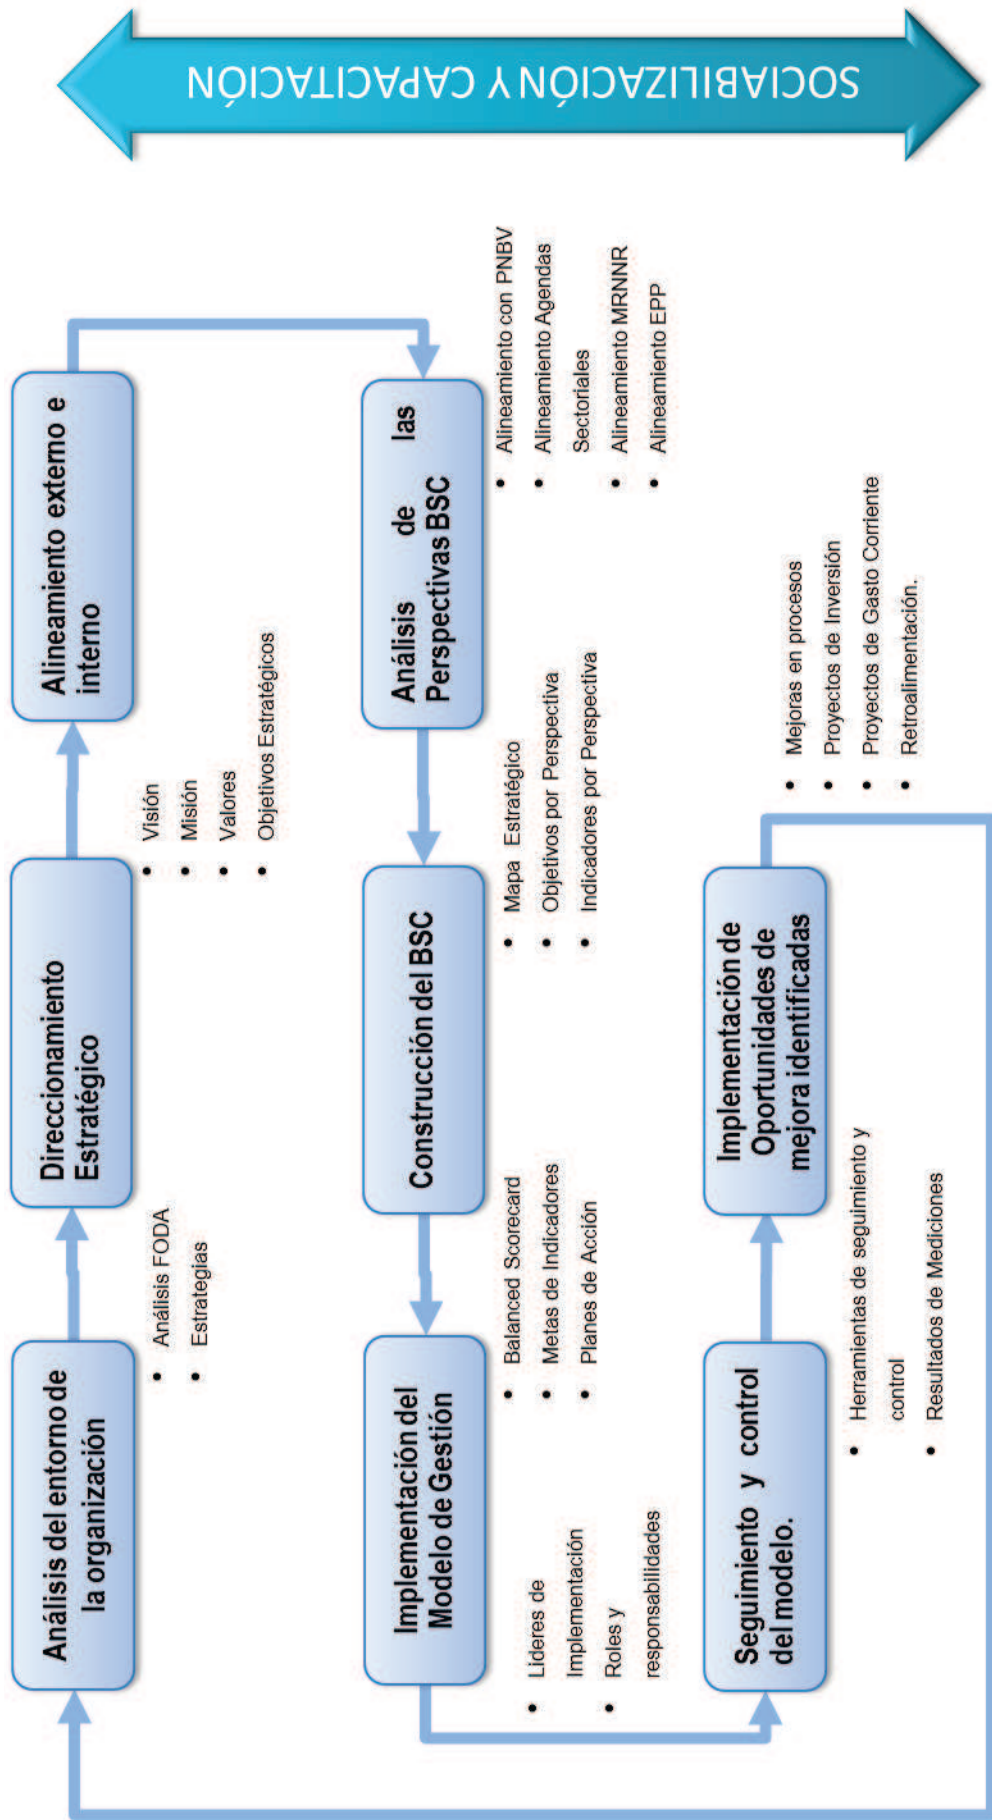 Análisis del entorno de
la organización
Análisis FODA
Estrategias
Direccionamiento
Estratégico
Visión
Misión
Valores
Objetivos Estratégicos
Alineamiento externo e
interno
Análisis de las
Perspectivas BSC
Alineamiento con PNBV
Alineamiento Agendas
Sectoriales
Alineamiento MRNNR
Alineamiento EPP
Construcción del BSC
Mapa Estratégico
Objetivos por Perspectiva
Indicadores por Perspectiva
Implementación del
Modelo de Gestión
Balanced Scorecard
Metas de Indicadores
Planes de Acción
Lideres de
Implementación
Roles y
responsabilidades
Seguimiento y control
del modelo.
Herramientas de seguimiento y
control
Resultados de Mediciones
Implementación de
Oportunidades de
mejora identificadas
Mejoras en procesos
Proyectos de Inversión
Proyectos de Gasto Corriente
Retroalimentación.
SOCIABILIZACIÓN Y CAPACITACIÓN